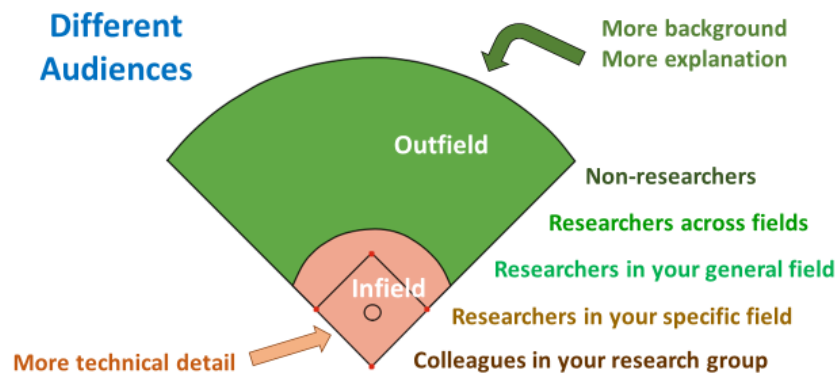 Different
Audiences
More background
More explanation
Outfield
Non-researchers
Researchers across fields
Researchers in your general field
Infield
Researchers in your specific field
More technical detail
Colleagues in your research group